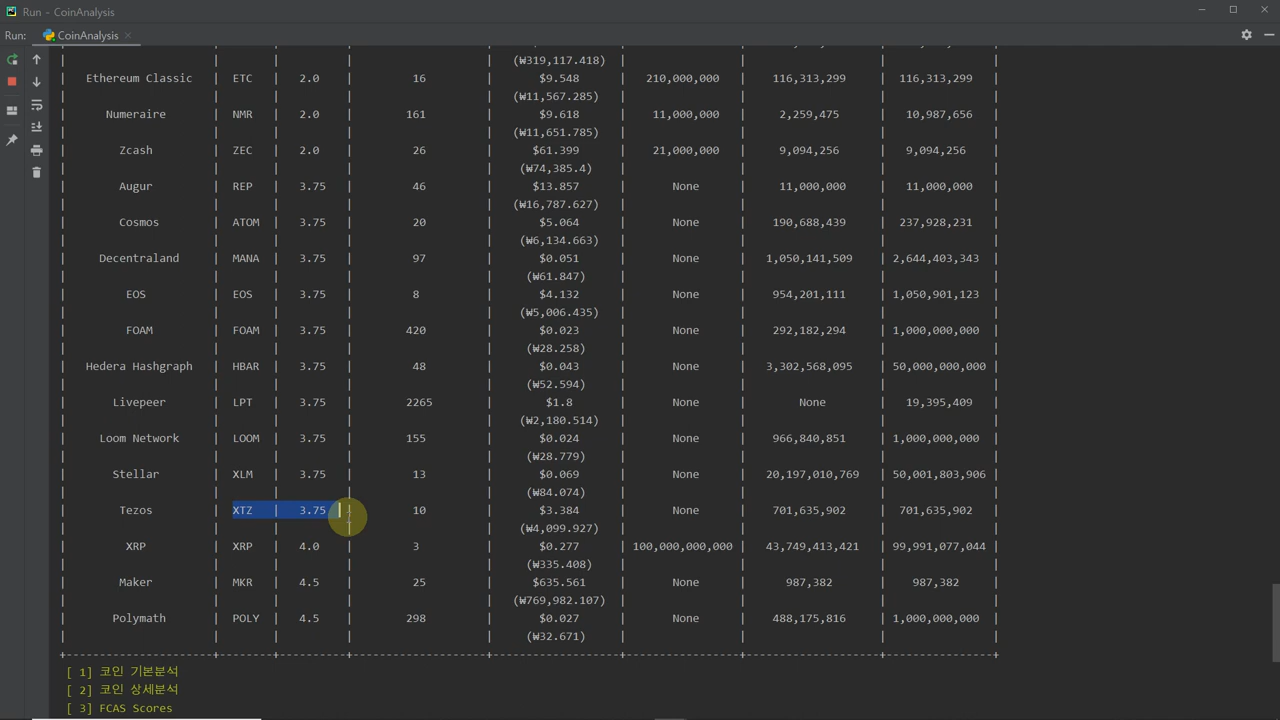 Run - CoinAnalysis
Run: CoinAnalysis
(₩319,117.418)
Ethereum Classic | ETC | 2.0 | 16 | $9.548 | 210,000,000 | 116,313,299 | 116,313,299 |
(₩11,567.285)
Numeraire | NMR | 2.0 | 161 | $9.618 | 11,000,000 | 2,259,475 | 10,987,656 |
(₩11,651.785)
Zcash | ZEC | 2.0 | 26 | $61.399 | 21,000,000 | 9,094,256 | 9,094,256 |
(₩74,385.4)
Augur | REP | 3.75 | 46 | $13.857 | None | 11,000,000 | 11,000,000 |
(₩16,787.627)
Cosmos | ATOM | 3.75 | 20 | $5.064 | None | 190,688,439 | 237,928,231 |
(₩6,134.663)
Decentraland | MANA | 3.75 | 97 | $0.051 | None | 1,050,141,509 | 2,644,403,343 |
(₩61.847)
EOS | EOS | 3.75 | 8 | $4.132 | None | 954,201,111 | 1,050,901,123 |
(₩5,006.435)
FOAM | FOAM | 3.75 | 420 | $0.023 | None | 292,182,294 | 1,000,000,000 |
(₩28.258)
Hedera Hashgraph | HBAR | 3.75 | 48 | $0.043 | None | 3,302,568,095 | 50,000,000,000 |
(₩52.594)
Livepeer | LPT | 3.75 | 2265 | $1.8 | None | None | 19,395,409 |
(₩2,180.514)
Loom Network | LOOM | 3.75 | 155 | $0.024 | None | 966,840,851 | 1,000,000,000 |
(₩28.779)
Stellar | XLM | 3.75 | 13 | $0.069 | None | 20,197,010,769 | 50,001,803,906 |
(₩84.074)
Tezos | XTZ | 3.75 | 10 | $3.384 | None | 701,635,902 | 701,635,902 |
(₩4,099.927)
XRP | XRP | 4.0 | 3 | $0.277 | 100,000,000,000 | 43,749,413,421 | 99,991,077,044 |
(₩335.408)
Maker | MKR | 4.5 | 25 | $635.561 | None | 987,382 | 987,382 |
(₩769,982.107)
Polymath | POLY | 4.5 | 298 | $0.027 | None | 488,175,816 | 1,000,000,000 |
(₩32.671)
[ 1] 코인 기본분석
[ 2] 코인 상세분석
[ 3] FCAS Scores